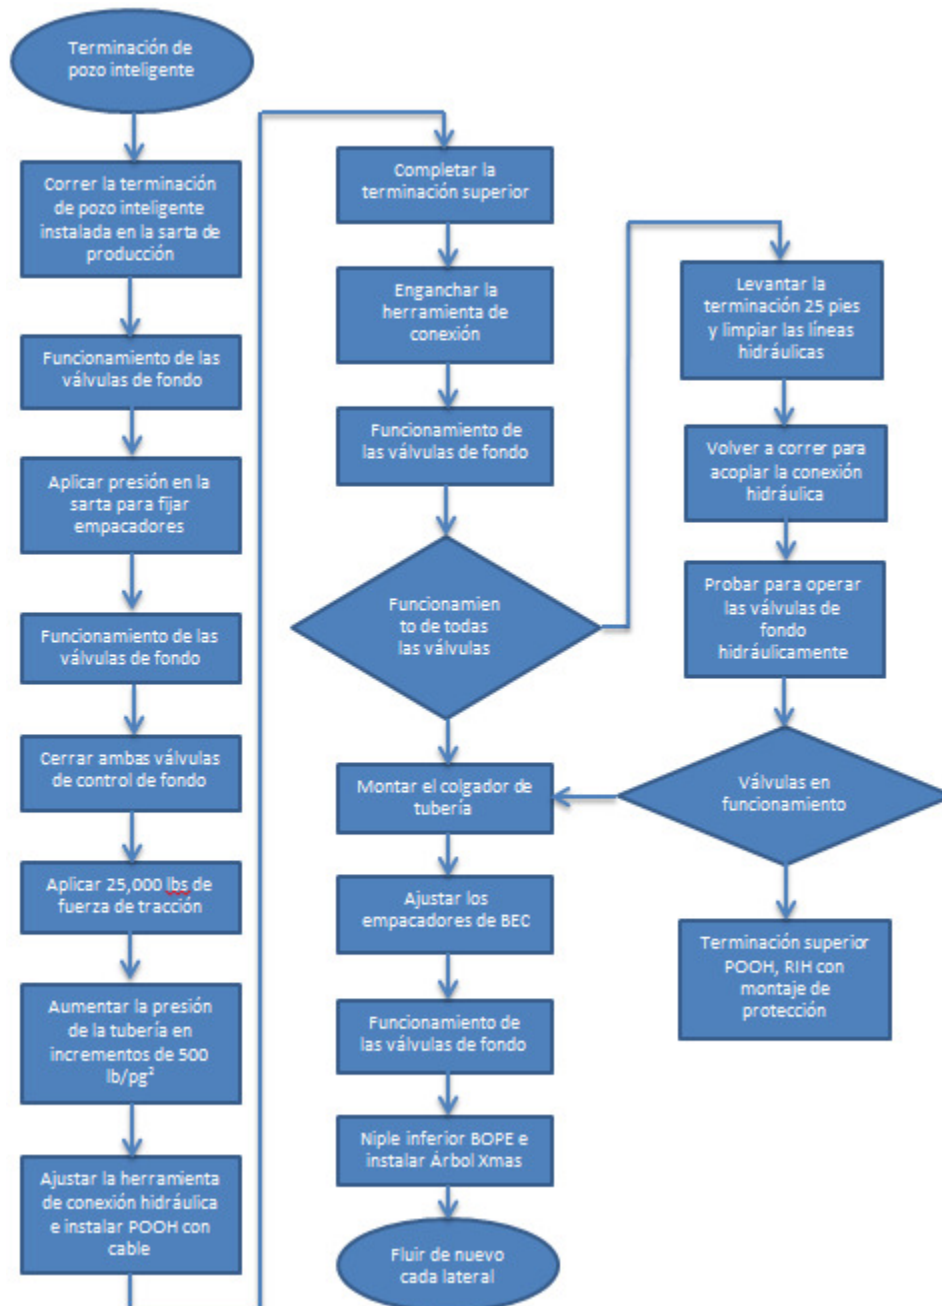 Terminación de
pozo inteligente
Correr la terminación
de pozo inteligente
instalada en la sarta de
producción
Funcionamiento de las
válvulas de fondo
Aplicar presión en la
sarta para fijar
empacadores
Funcionamiento de las
válvulas de fondo
Cerrar ambas válvulas
de control de fondo
Aplicar 25,000 lbs de
fuerza de tracción
Aumentar la presión
de la tubería en
incrementos de 500
lb/pg²
Ajustar la herramienta
de conexión hidráulica
e instalar POOH con
cable
Completar la
terminación superior
Enganchar la
herramienta de
conexión
Funcionamiento de
las válvulas de fondo
Funcionamien
to de todas
las válvulas
Montar el colgador de
tubería
Ajustar los
empacadores de BEC
Funcionamiento de
las válvulas de fondo
Niple inferior BOPE e
instalar Árbol Xmas
Fluir de nuevo
cada lateral
Levantar la
terminación 25 pies
y limpiar las líneas
hidráulicas
Volver a correr para
acoplar la conexión
hidráulica
Probar para operar
las válvulas de
fondo
hidráulicamente
Válvulas en
funcionamiento
Terminación superior
POOH, RIH con
montaje de
protección